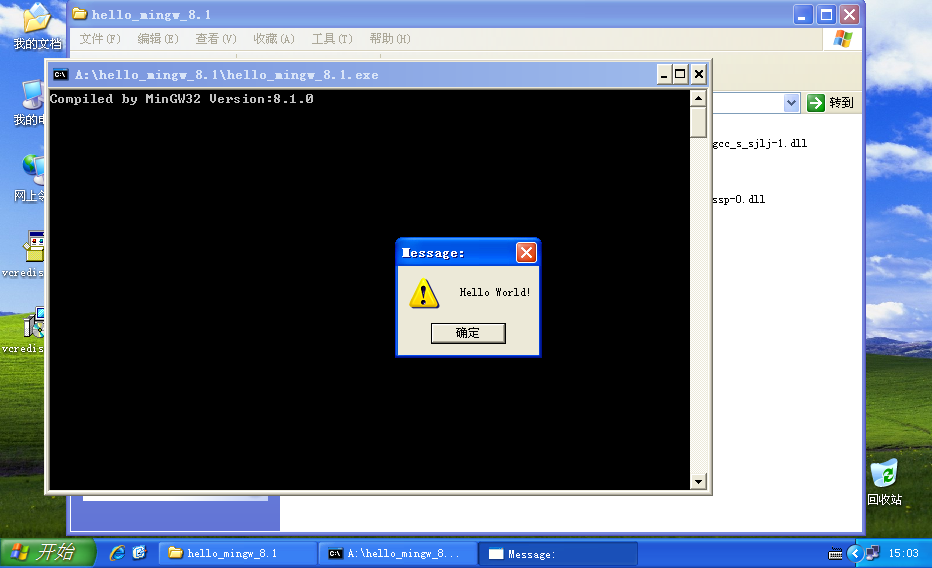 hello_mingw_8.1
文件(F) 编辑(E) 查看(V) 收藏(A) 工具(T) 帮助(H)
我的文档
A:\hello_mingw_8.1\hello_mingw_8.1.exe
Compiled by MinGW32 Version:8.1.0
转到
我的
gcc_s_sjlj-1.dll
网上
ssp-0.dll
Message:
vcredis
Hello World!
确定
vcredis
回收站
开始
hello_mingw_8.1
A:\hello_mingw_8...
Message:
15:03